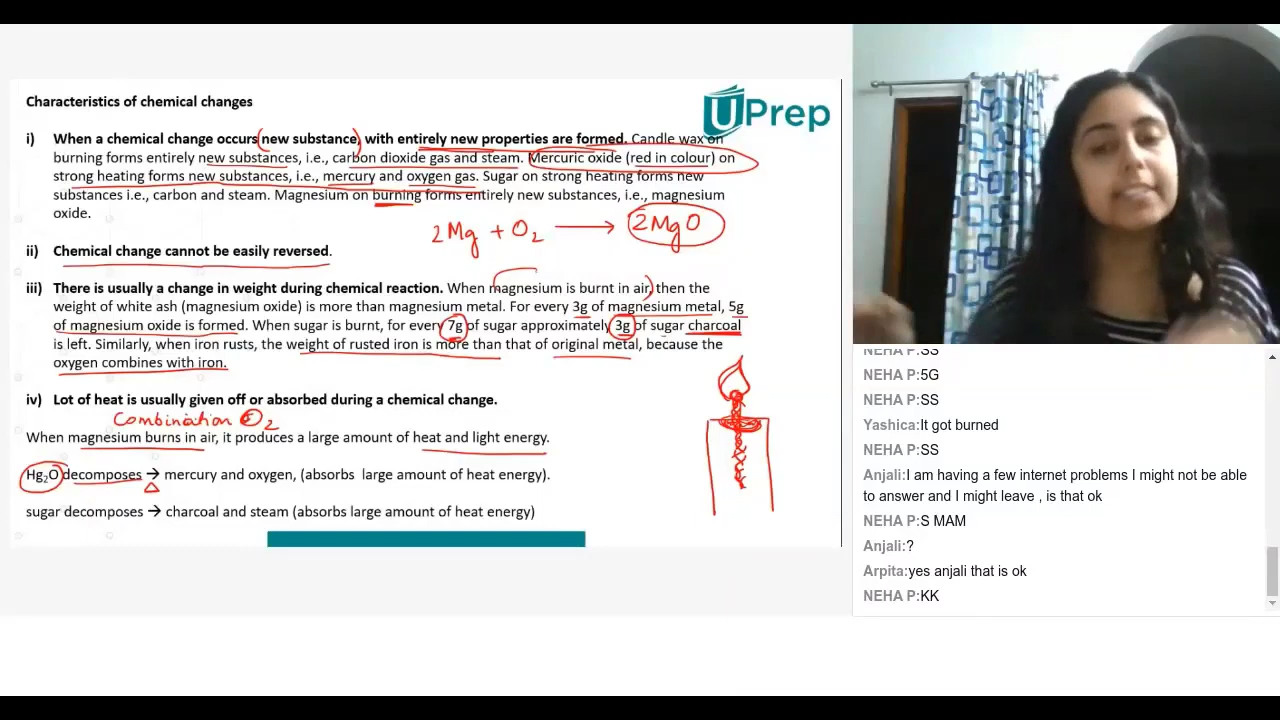 Characteristics of chemical changes
UPrep
i) When a chemical change occurs (new substance) with entirely new properties are formed. Candle wax on
burning forms entirely new substances, i.e., carbon dioxide gas and steam. Mercuric oxide (red in colour) on
strong heating forms new substances, i.e., mercury and oxygen gas. Sugar on strong heating forms new
substances i.e., carbon and steam. Magnesium on burning forms entirely new substances, i.e., magnesium
oxide.
2Mg + O2 → 2MgO
ii) Chemical change cannot be easily reversed.
iii) There is usually a change in weight during chemical reaction. When magnesium is burnt in air, then the
weight of white ash (magnesium oxide) is more than magnesium metal. For every 3g of magnesium metal, 5g
of magnesium oxide is formed. When sugar is burnt, for every 7g of sugar approximately 3g of sugar charcoal
is left. Similarly, when iron rusts, the weight of rusted iron is more than that of original metal, because the
oxygen combines with iron.
iv) Lot of heat is usually given off or absorbed during a chemical change.
Combination O2
When magnesium burns in air, it produces a large amount of heat and light energy.
Hg2O decomposes → mercury and oxygen, (absorbs large amount of heat energy).
Δ
sugar decomposes → charcoal and steam (absorbs large amount of heat energy)
NEHA P:SS
NEHA P:5G
NEHA P:SS
Yashica:It got burned
NEHA P:SS
Anjali:I am having a few internet problems I might not be able
to answer and I might leave , is that ok
NEHA P:S MAM
Anjali:?
Arpita:yes anjali that is ok
NEHA P:KK